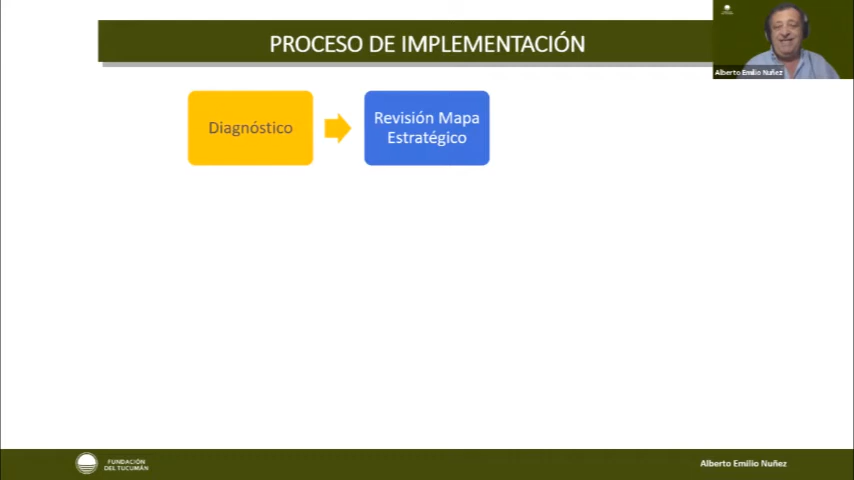 PROCESO DE IMPLEMENTACIÓN
Alberto Emilio Nuñez
Diagnóstico
Revisión Mapa
Estratégico
FUNDACIÓN
DEL TUCUMÁN
Alberto Emilio Nuñez